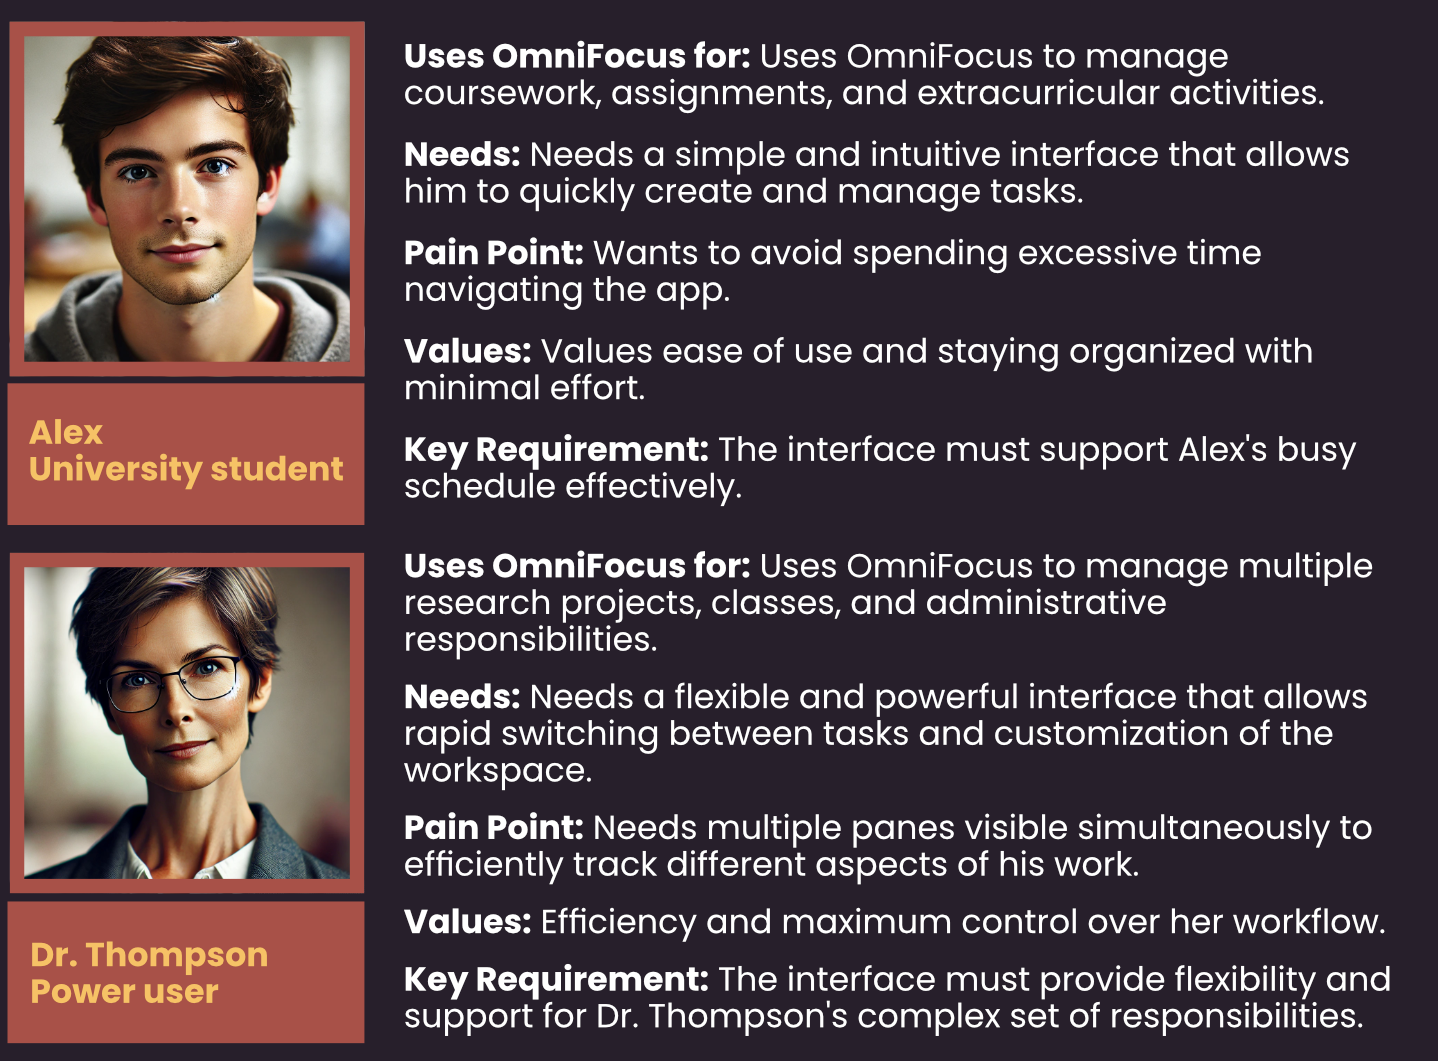 Uses OmniFocus for: Uses OmniFocus to manage
coursework, assignments, and extracurricular activities.
Needs: Needs a simple and intuitive interface that allows
him to quickly create and manage tasks.
Pain Point: Wants to avoid spending excessive time
navigating the app.
Values: Values ease of use and staying organized with
minimal effort.
Key Requirement: The interface must support Alex's busy
schedule effectively.
Alex
University student
Uses OmniFocus for: Uses OmniFocus to manage multiple
research projects, classes, and administrative
responsibilities.
Needs: Needs a flexible and powerful interface that allows
rapid switching between tasks and customization of the
workspace.
Pain Point: Needs multiple panes visible simultaneously to
efficiently track different aspects of his work.
Values: Efficiency and maximum control over her workflow.
Key Requirement: The interface must provide flexibility and
support for Dr. Thompson's complex set of responsibilities.
Dr. Thompson
Power user